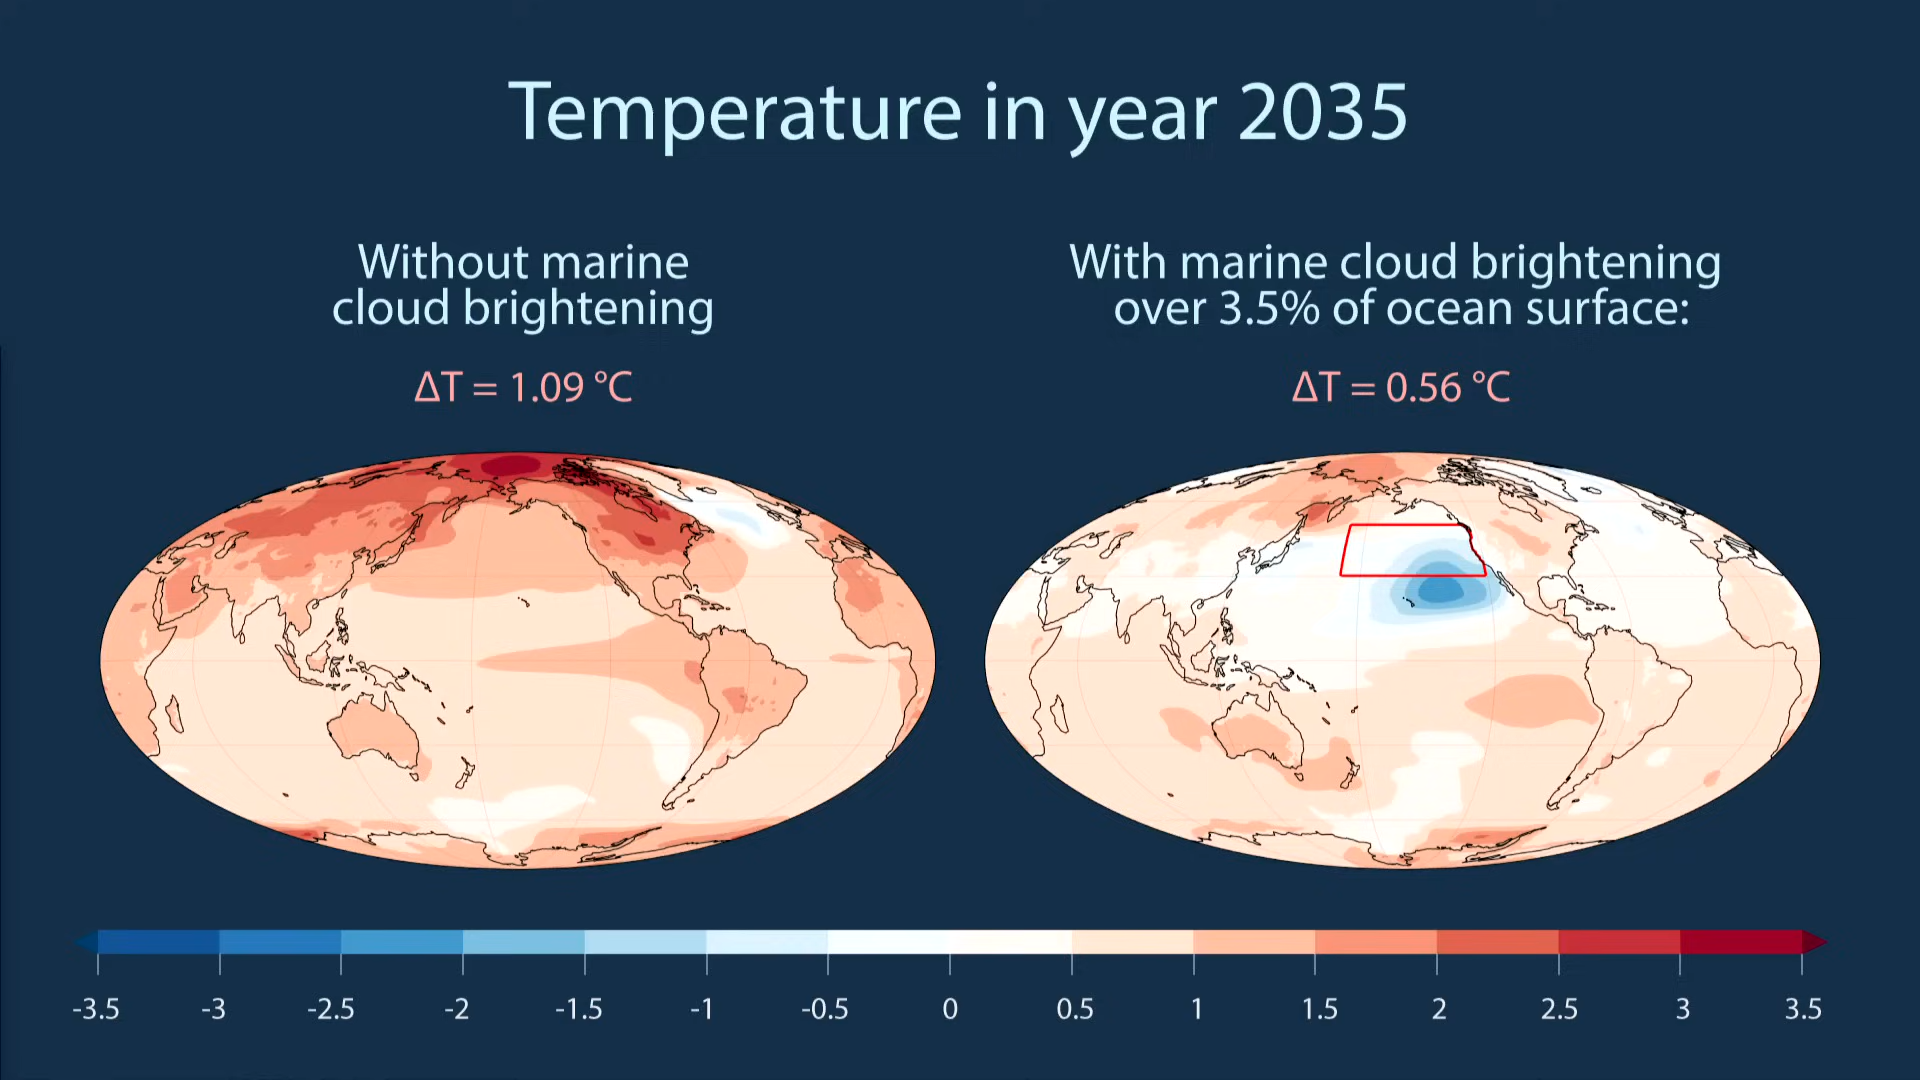 Temperature in year 2035
Without marine
cloud brightening
ΔT = 1.09 °C
With marine cloud brightening
over 3.5% of ocean surface:
ΔT = 0.56 °C
-3.5 -3 -2.5 -2 -1.5 -1 -0.5 0 0.5 1 1.5 2 2.5 3 3.5